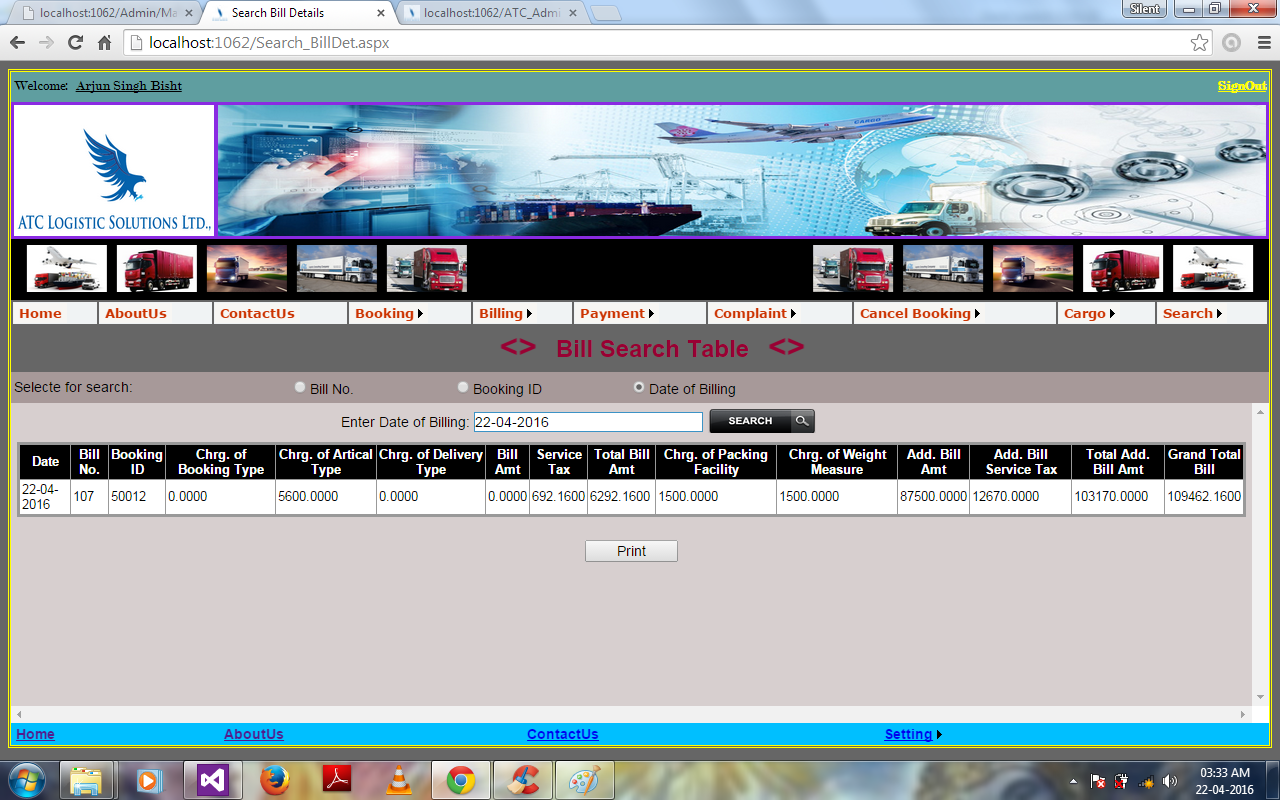 localhost:1062/Admin/Ma
Search Bill Details
localhost:1062/ATC_Admi
Silent
localhost:1062/Search_BillDet.aspx
Welcome: Arjun Singh Bisht
SignOut
ATC LOGISTIC SOLUTIONS LTD.,
CARGO
Home AboutUs ContactUs Booking Billing Payment Complaint Cancel Booking Cargo Search
<> Bill Search Table <>
Selecte for search: Bill No. Booking ID Date of Billing
Enter Date of Billing: 22-04-2016 SEARCH
Date Bill No. Booking ID Chrg. of Booking Type Chrg. of Artical Type Chrg. of Delivery Type Bill Amt Service Tax Total Bill Amt Chrg. of Packing Facility Chrg. of Weight Measure Add. Bill Amt Add. Bill Service Tax Total Add. Bill Amt Grand Total Bill
22-04-2016 107 50012 0.0000 5600.0000 0.0000 0.0000 692.1600 6292.1600 1500.0000 1500.0000 87500.0000 12670.0000 103170.0000 109462.1600
Print
Home AboutUs ContactUs Setting
03:33 AM
22-04-2016